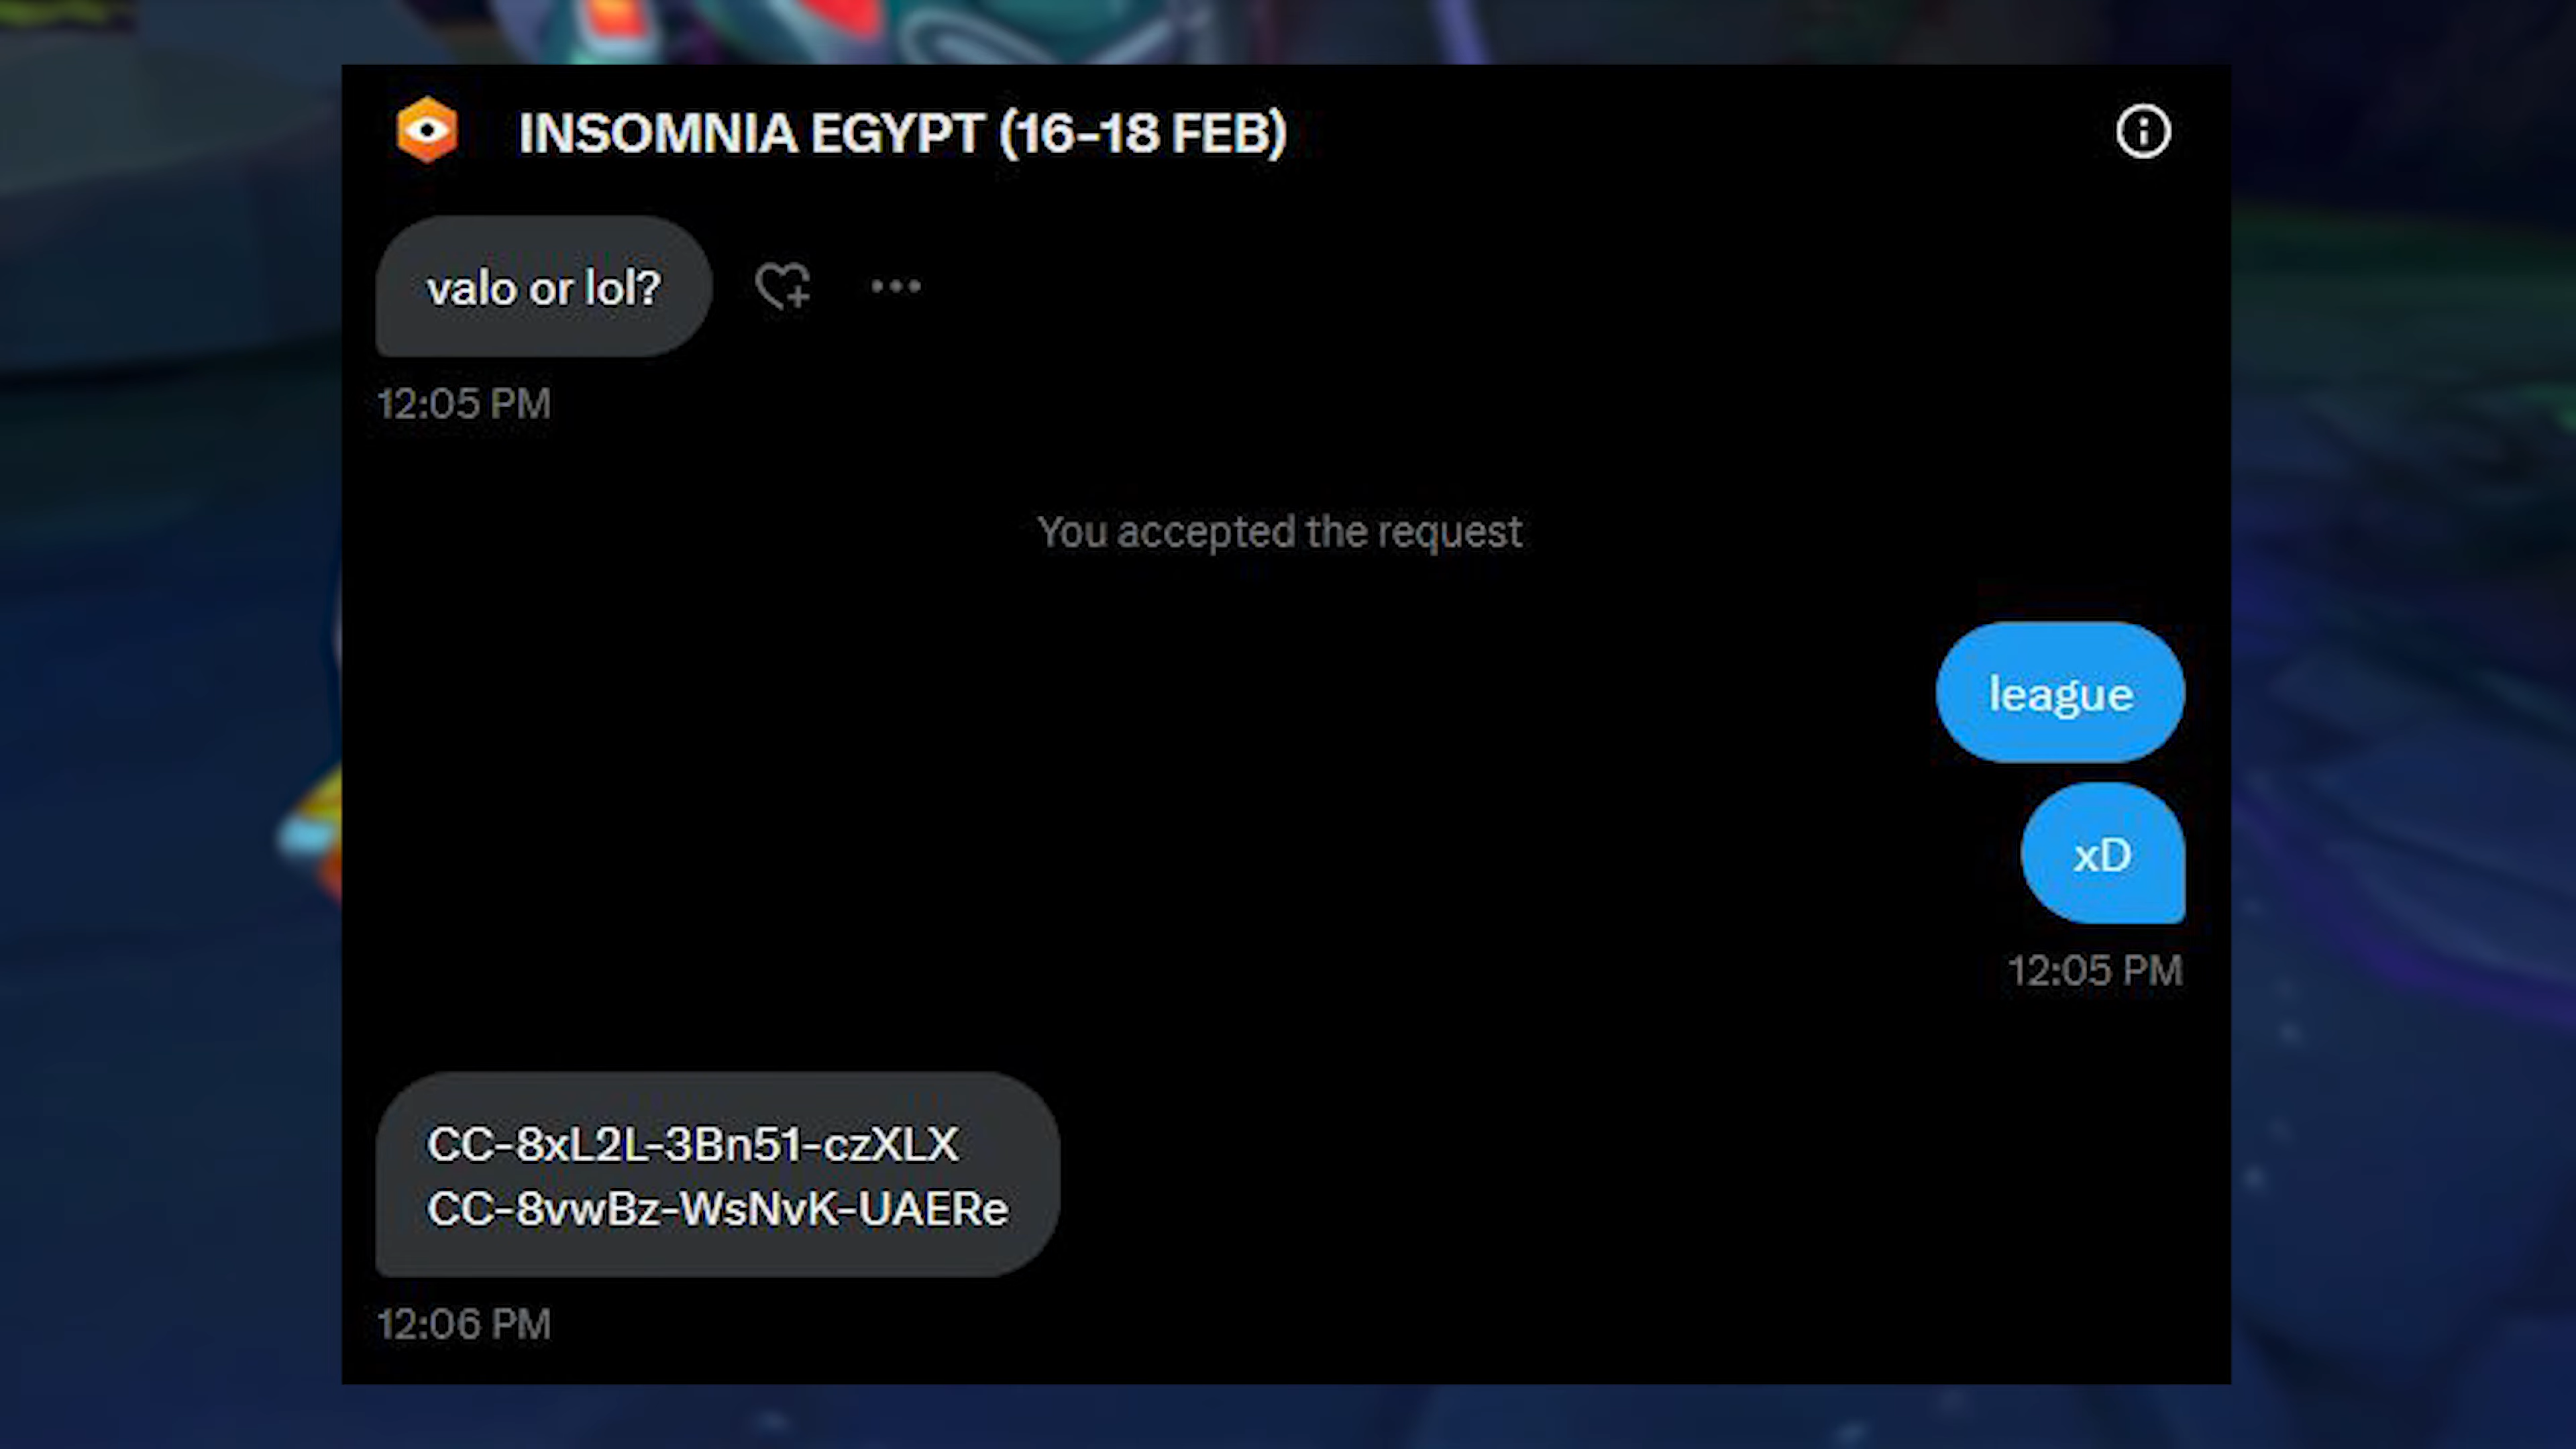 INSOMNIA EGYPT (16-18 FEB)
valo or lol?
12:05 PM
You accepted the request
league
xD
12:05 PM
CC-8xL2L-3Bn51-czXLX
CC-8vwBz-WsNvK-UAERe
12:06 PM